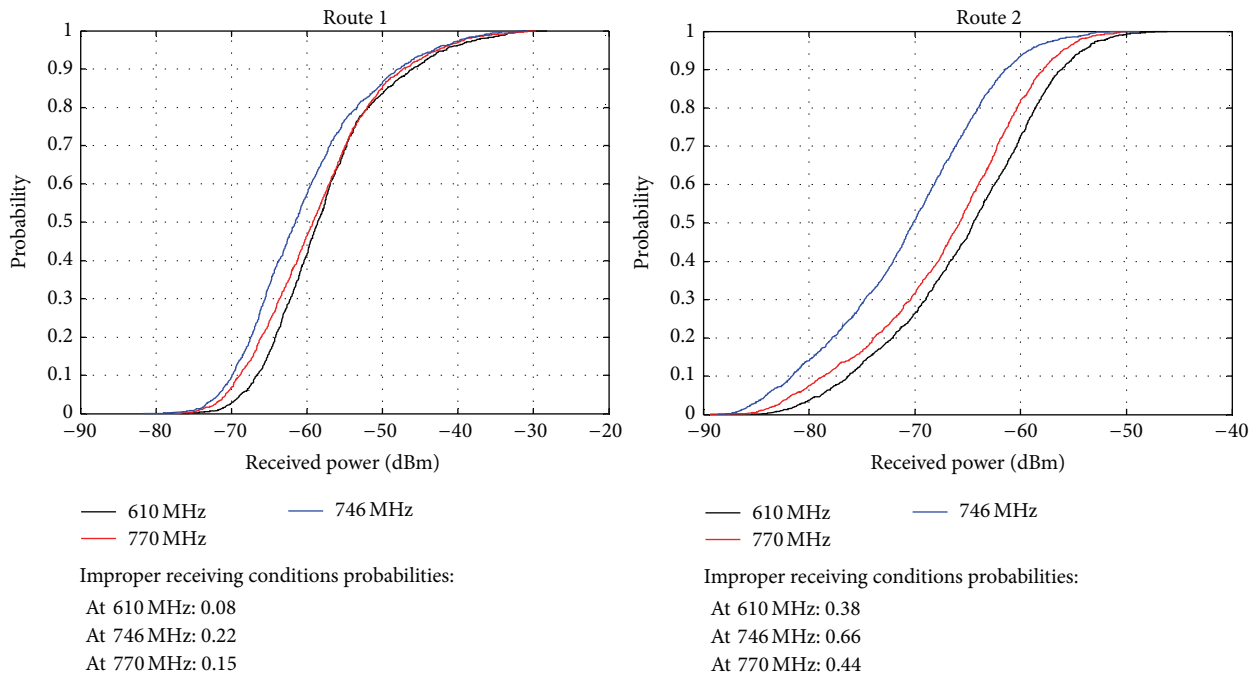 Route 1
1
0.9
0.8
0.7
0.6
0.5
0.4
0.3
0.2
0.1
0
Probability
−90 −80 −70 −60 −50 −40 −30 −20
Received power (dBm)
610 MHz 746 MHz
770 MHz
Improper receiving conditions probabilities:
At 610 MHz: 0.08
At 746 MHz: 0.22
At 770 MHz: 0.15
Route 2
1
0.9
0.8
0.7
0.6
0.5
0.4
0.3
0.2
0.1
0
Probability
−90 −80 −70 −60 −50 −40
Received power (dBm)
610 MHz 746 MHz
770 MHz
Improper receiving conditions probabilities:
At 610 MHz: 0.38
At 746 MHz: 0.66
At 770 MHz: 0.44